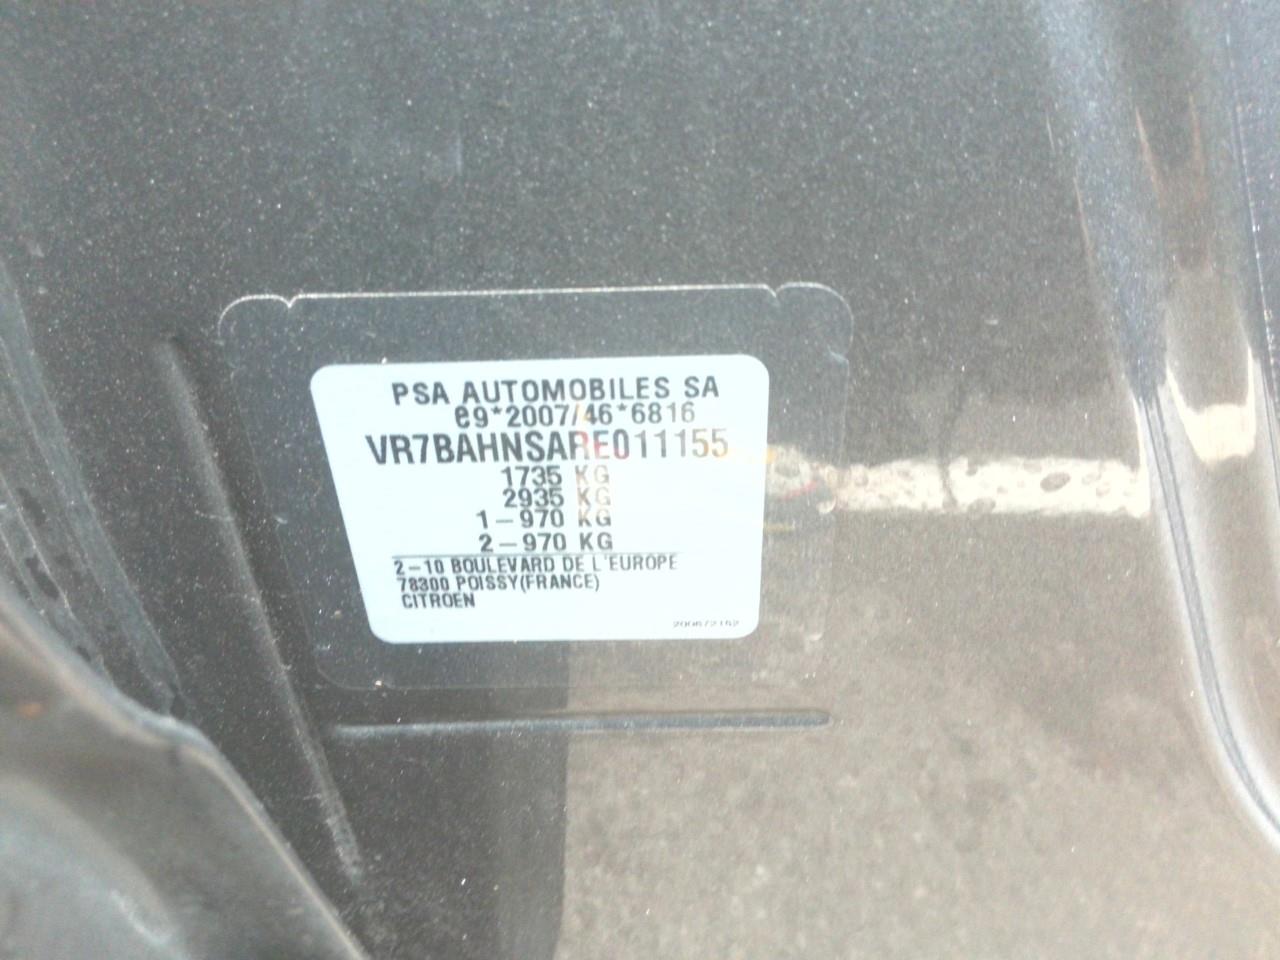 PSA AUTOMOBILES SA
e9*2007/46*6816
VR7BAHNSARE011155
1735 KG
2935 KG
1-970 KG
2-970 KG
2-10 BOULEVARD DE L'EUROPE
78300 POISSY(FRANCE)
CITROEN